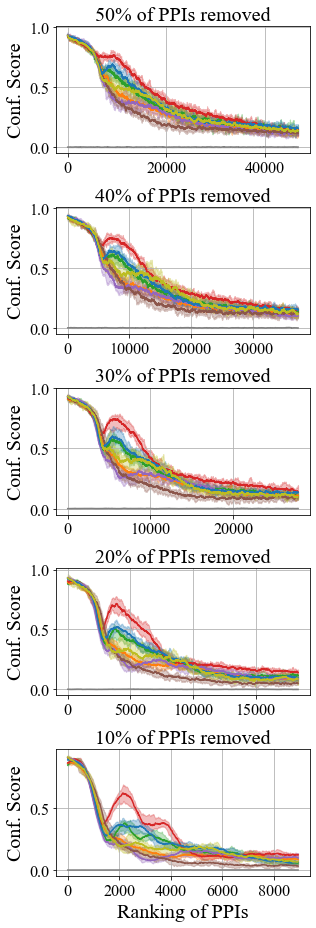 50% of PPIs removed
1.0
0.5
0.0
Conf. Score
0 20000 40000
40% of PPIs removed
1.0
0.5
0.0
Conf. Score
0 10000 20000 30000
30% of PPIs removed
1.0
0.5
0.0
Conf. Score
0 10000 20000
20% of PPIs removed
1.0
0.5
0.0
Conf. Score
0 5000 10000 15000
10% of PPIs removed
0.5
0.0
Conf. Score
0 2000 4000 6000 8000
Ranking of PPIs